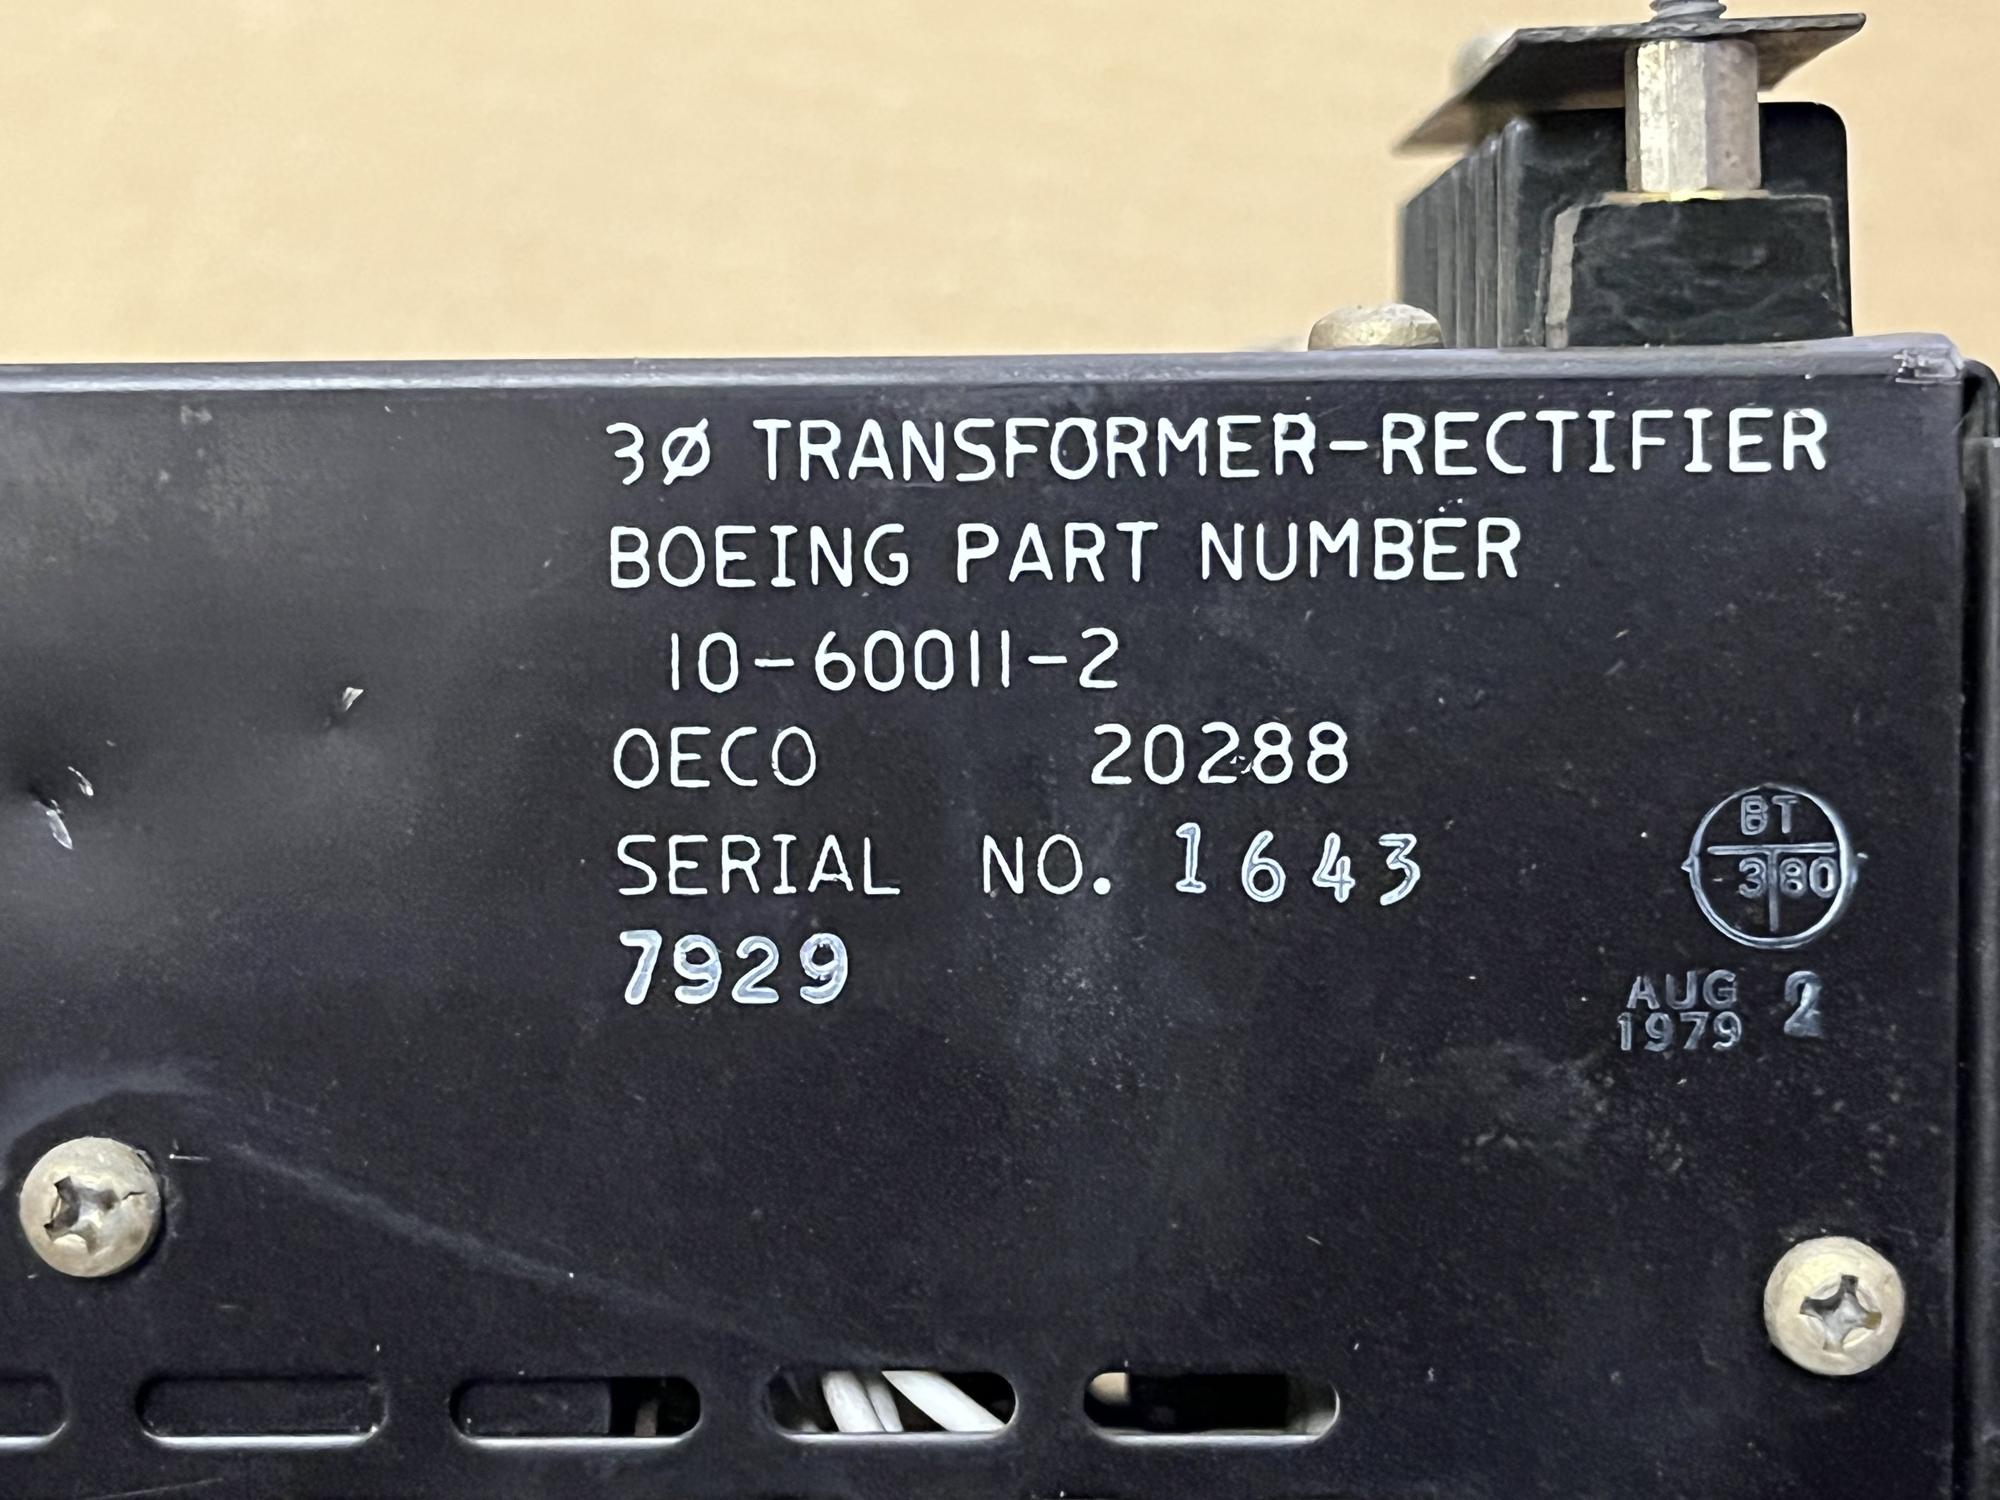 3Ø TRANSFORMER-RECTIFIER
BOEING PART NUMBER
10-60011-2
OECO 20288
SERIAL NO. 1643
7929
BT
3 80
AUG 2
1979